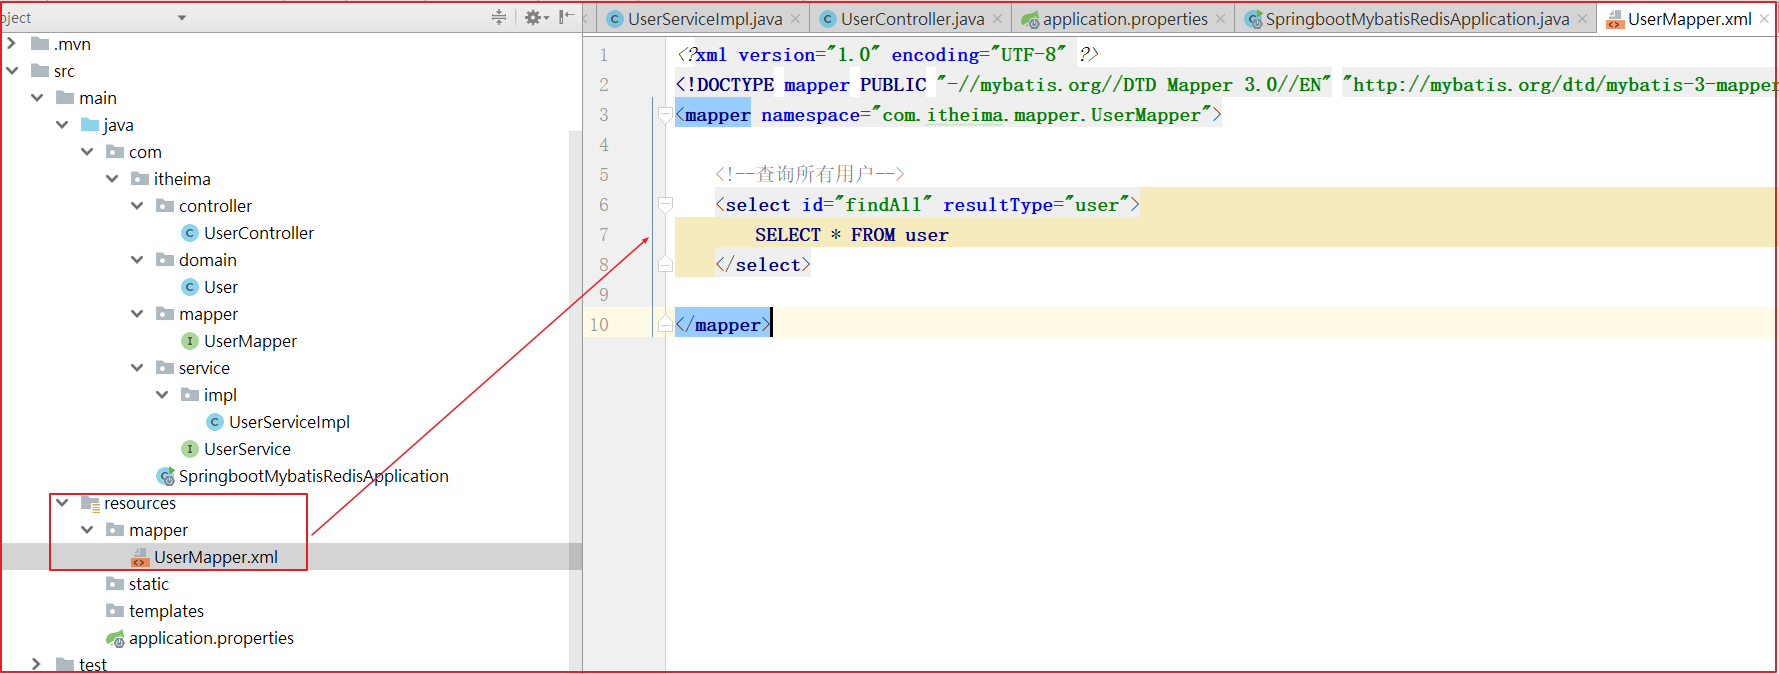 oject
.mvn
src
main
java
com
itheima
controller
UserController
domain
User
mapper
UserMapper
service
impl
UserServiceImpl
UserService
SpringbootMybatisRedisApplication
resources
mapper
UserMapper.xml
static
templates
application.properties
test
UserServiceImpl.java UserController.java application.properties SpringbootMybatisRedisApplication.java UserMapper.xml
1 <?xml version="1.0" encoding="UTF-8" ?>
2 <!DOCTYPE mapper PUBLIC "-//mybatis.org//DTD Mapper 3.0//EN" "http://mybatis.org/dtd/mybatis-3-mapper
3 <mapper namespace="com.itheima.mapper.UserMapper">
4
5 <!--查询所有用户-->
6 <select id="findAll" resultType="user">
7 SELECT * FROM user
8 </select>
9
10 </mapper>